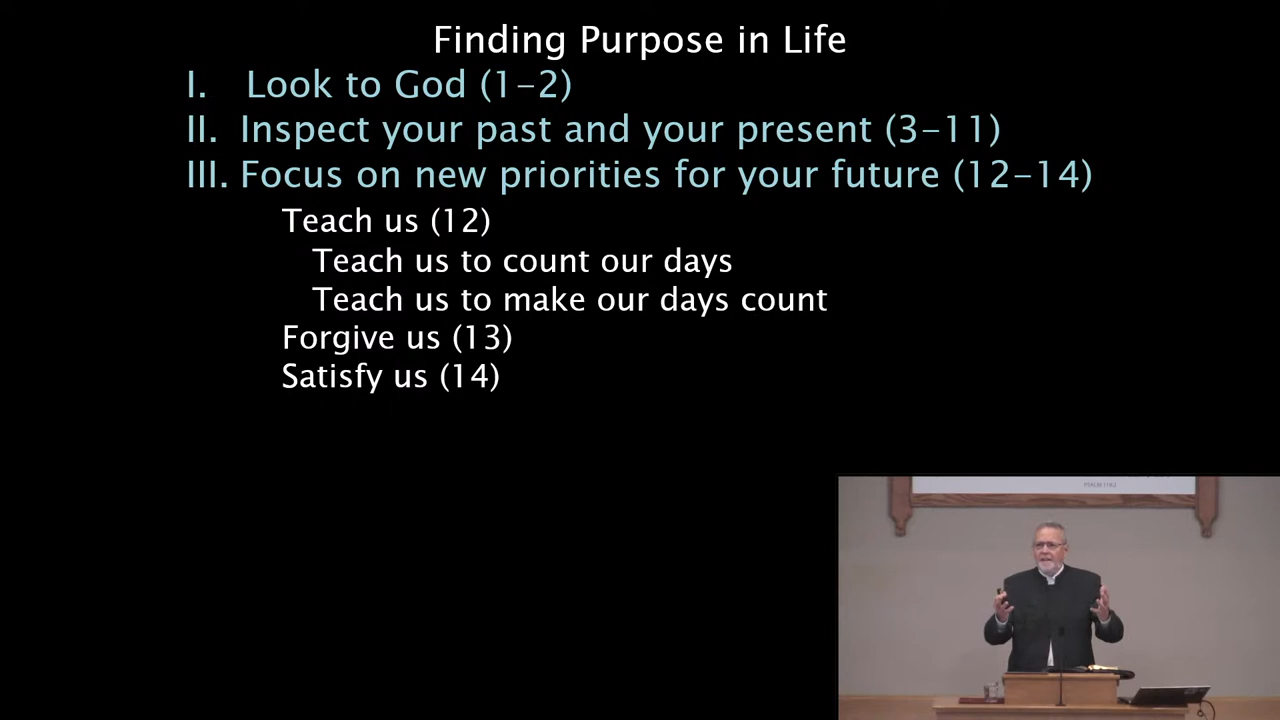 Finding Purpose in Life
I. Look to God (1-2)
II. Inspect your past and your present (3-11)
III. Focus on new priorities for your future (12-14)
Teach us (12)
Teach us to count our days
Teach us to make our days count
Forgive us (13)
Satisfy us (14)